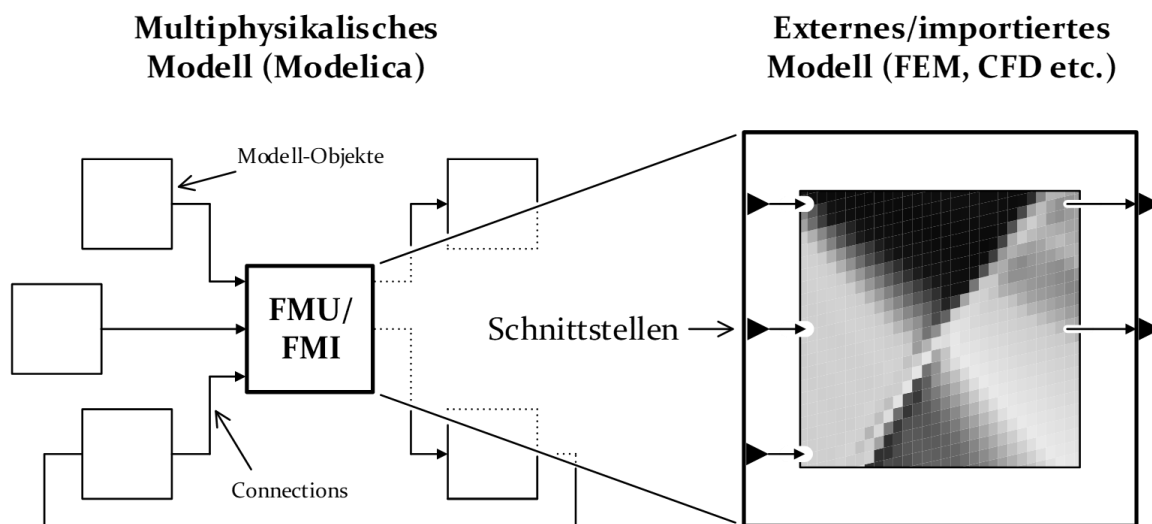 Multiphysikalisches
Modell (Modelica)
Externes/importiertes
Modell (FEM, CFD etc.)
Modell-Objekte
FMU/
FMI
Schnittstellen
Connections